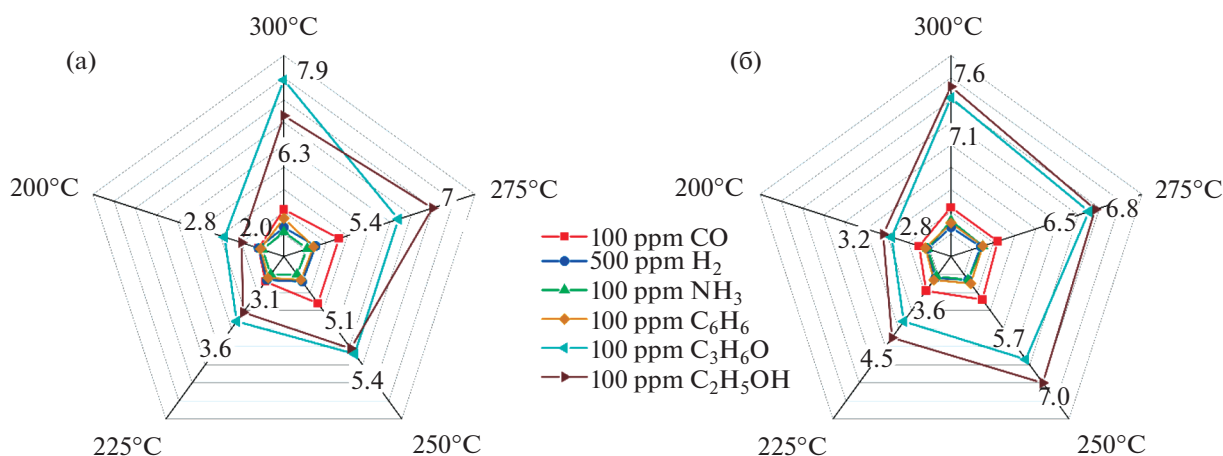 (а)
300°C
7.9
6.3
275°C
7
5.4
200°C
2.8
2.0
3.1
3.6
5.1
5.4
225°C
250°C
100 ppm CO
500 ppm H₂
100 ppm NH₃
100 ppm C₆H₆
100 ppm C₃H₆O
100 ppm C₂H₅OH
(б)
300°C
7.6
7.1
275°C
6.5
6.8
200°C
3.2
2.8
3.6
4.5
5.7
7.0
225°C
250°C